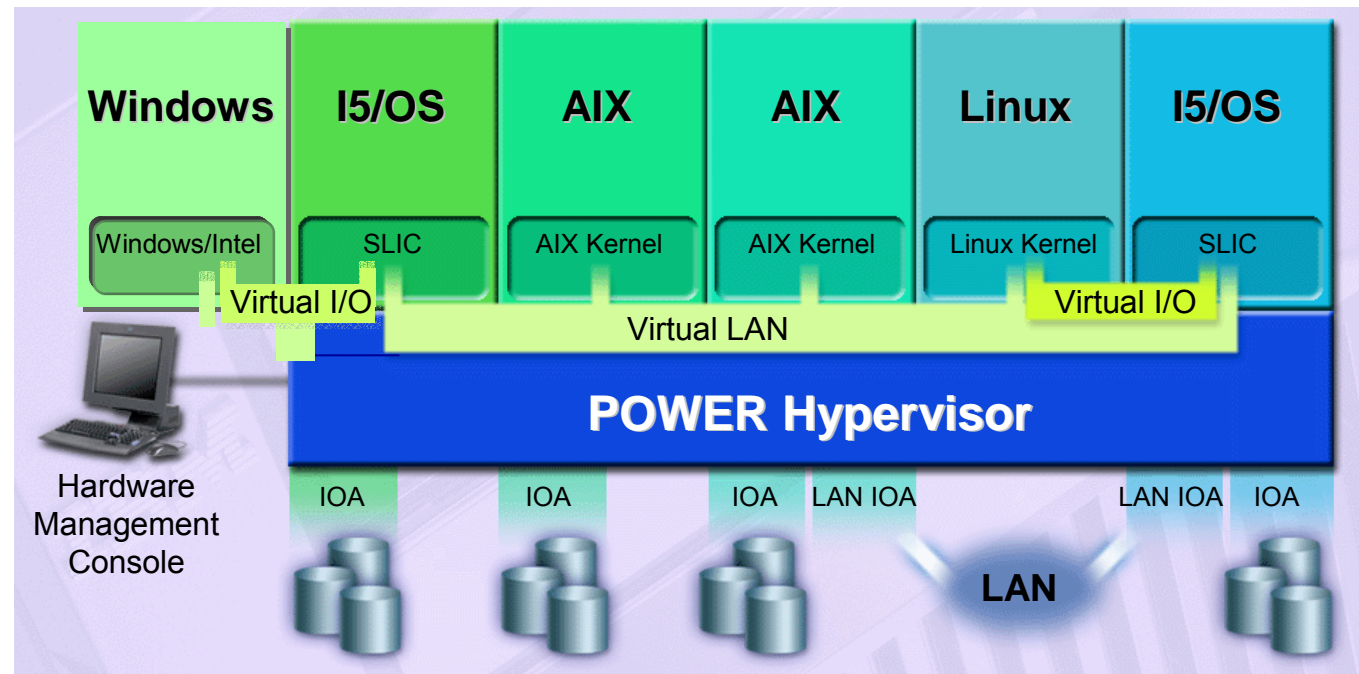 Windows
I5/OS
AIX
AIX
Linux
I5/OS
Windows/Intel
SLIC
AIX Kernel
AIX Kernel
Linux Kernel
SLIC
Virtual I/O
Virtual LAN
Virtual I/O
POWER Hypervisor
Hardware
Management
Console
IOA
IOA
IOA
LAN IOA
LAN IOA
IOA
LAN